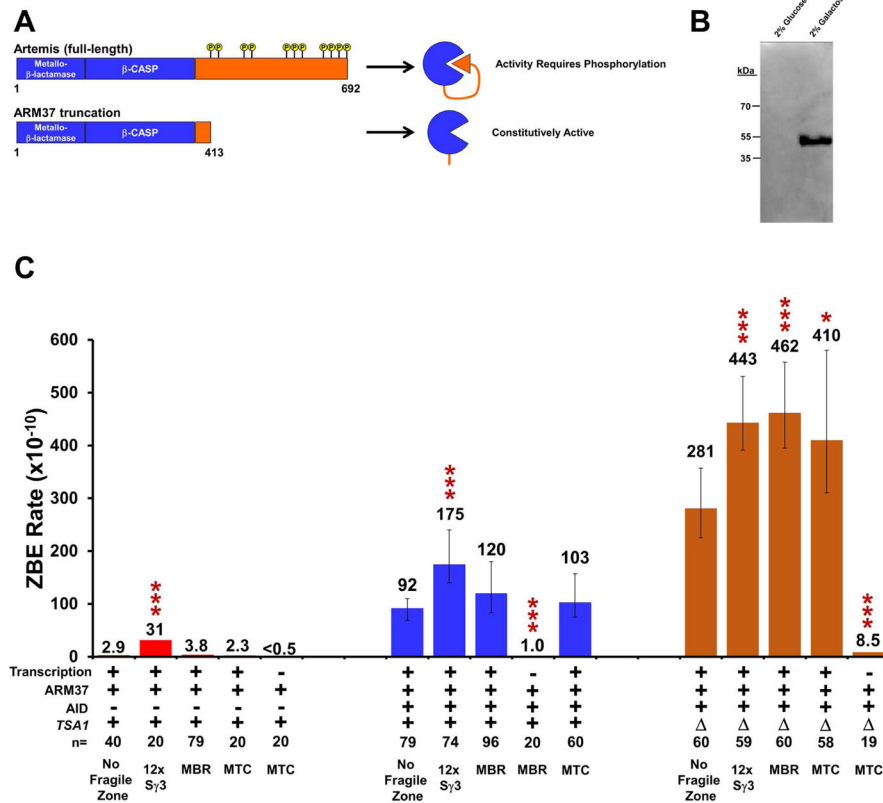 A
Artemis (full-length)
P P P P P P P P P P P
Metallo-
β-lactamase
β-CASP
1
692
Activity Requires Phosphorylation
ARM37 truncation
Metallo-
β-lactamase
β-CASP
1
413
Constitutively Active
B
2% Glucose
2% Galactose
kDa
70
55
35
C
ZBE Rate (x10-10)
600
500
400
300
200
100
0
2.9
***
31
3.8
2.3
<0.5
92
***
175
120
***
1.0
103
281
***
443
***
462
*
410
***
8.5
Transcription + + + + - + + + - + + + + + -
ARM37 + + + + + + + + + + + + + + +
AID - - - - - + + + + + + + + + +
TSA1 + + + + + + + + + + Δ Δ Δ Δ Δ
n= 40 20 79 20 20 79 74 96 20 60 60 59 60 58 19
No Fragile Zone 12x Sγ3 MBR MTC MTC No Fragile Zone 12x Sγ3 MBR MBR MTC No Fragile Zone 12x Sγ3 MBR MTC MTC